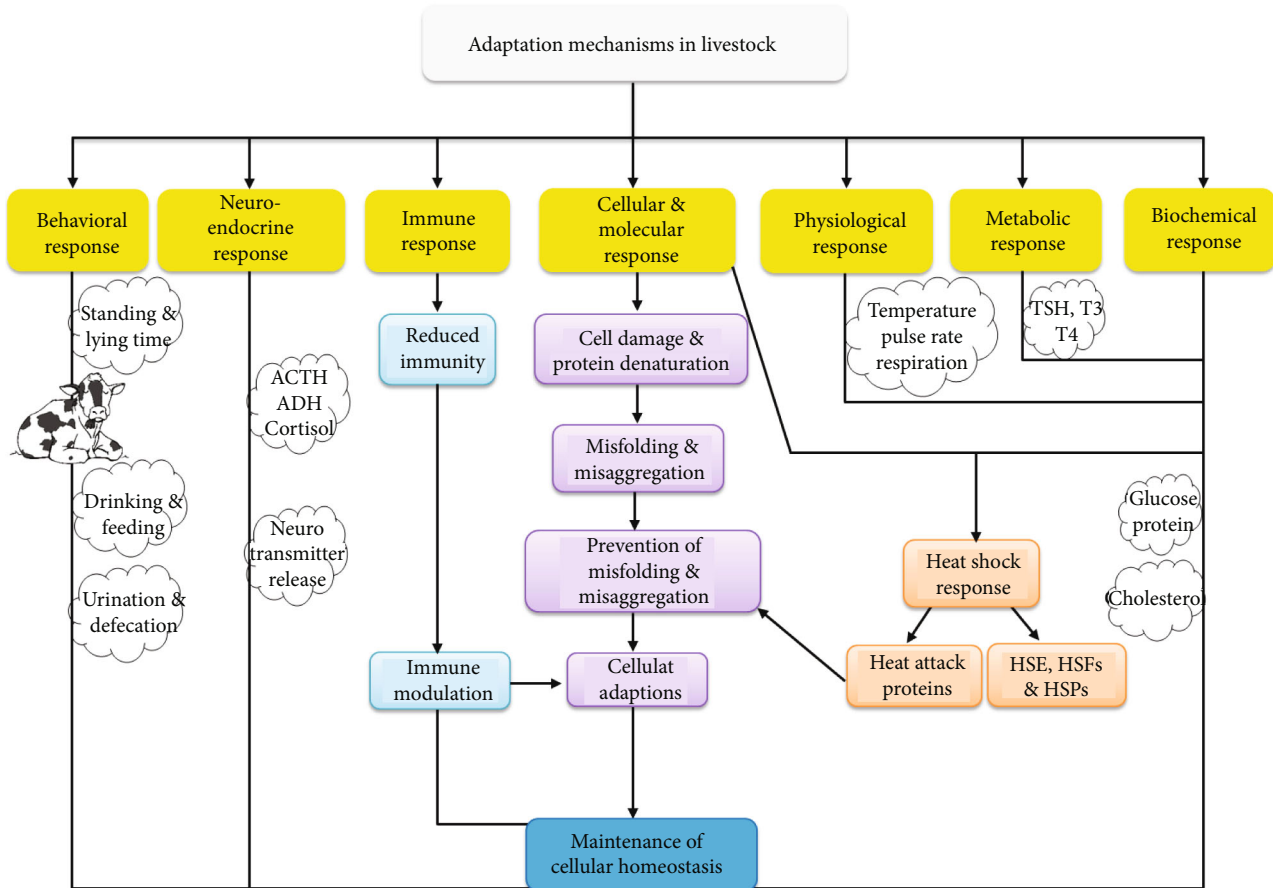 Adaptation mechanisms in livestock
Behavioral
response
Neuro-
endocrine
response
Immune
response
Cellular &
molecular
response
Physiological
response
Metabolic
response
Biochemical
response
Standing &
lying time
Drinking &
feeding
Urination &
defecation
ACTH
ADH
Cortisol
Neuro
transmitter
release
Reduced
immunity
Immune
modulation
Cell damage &
protein denaturation
Misfolding &
misaggregation
Prevention of
misfolding &
misaggregation
Cellulat
adaptions
Temperature
pulse rate
respiration
TSH, T3
T4
Glucose
protein
Cholesterol
Heat shock
response
Heat attack
proteins
HSE, HSFs
& HSPs
Maintenance of
cellular homeostasis